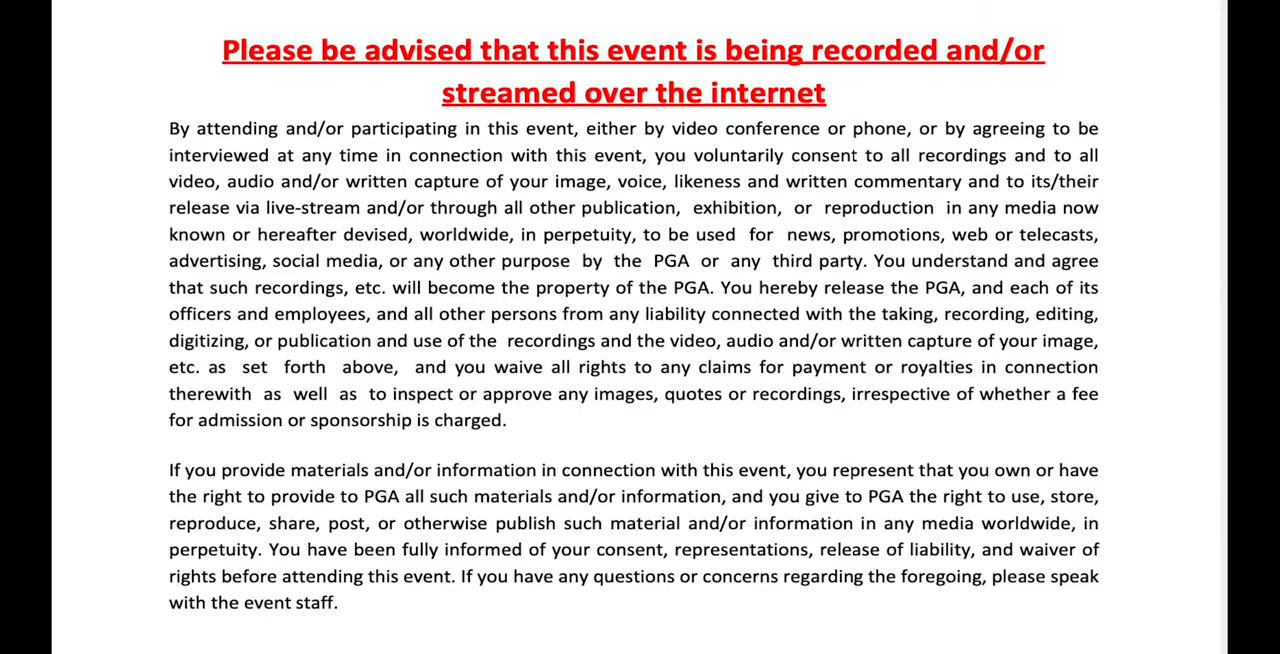 Please be advised that this event is being recorded and/or
streamed over the internet
By attending and/or participating in this event, either by video conference or phone, or by agreeing to be
interviewed at any time in connection with this event, you voluntarily consent to all recordings and to all
video, audio and/or written capture of your image, voice, likeness and written commentary and to its/their
release via live-stream and/or through all other publication, exhibition, or reproduction in any media now
known or hereafter devised, worldwide, in perpetuity, to be used for news, promotions, web or telecasts,
advertising, social media, or any other purpose by the PGA or any third party. You understand and agree
that such recordings, etc. will become the property of the PGA. You hereby release the PGA, and each of its
officers and employees, and all other persons from any liability connected with the taking, recording, editing,
digitizing, or publication and use of the recordings and the video, audio and/or written capture of your image,
etc. as set forth above, and you waive all rights to any claims for payment or royalties in connection
therewith as well as to inspect or approve any images, quotes or recordings, irrespective of whether a fee
for admission or sponsorship is charged.
If you provide materials and/or information in connection with this event, you represent that you own or have
the right to provide to PGA all such materials and/or information, and you give to PGA the right to use, store,
reproduce, share, post, or otherwise publish such material and/or information in any media worldwide, in
perpetuity. You have been fully informed of your consent, representations, release of liability, and waiver of
rights before attending this event. If you have any questions or concerns regarding the foregoing, please speak
with the event staff.